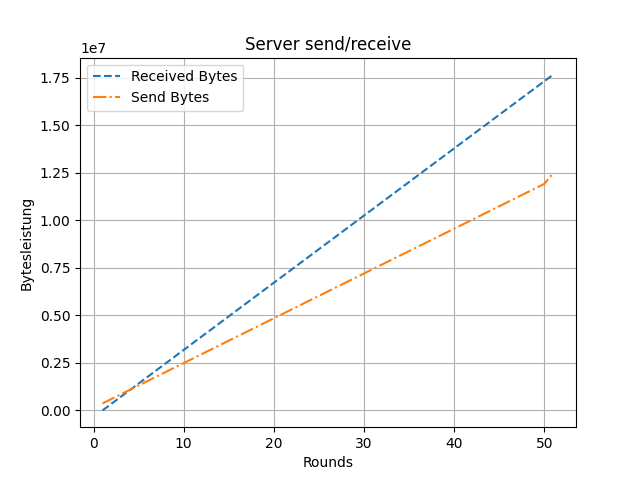 Server send/receive
1e7
Received Bytes
Send Bytes
1.75
1.50
1.25
1.00
0.75
0.50
0.25
0.00
Bytesleistung
0 10 20 30 40 50
Rounds